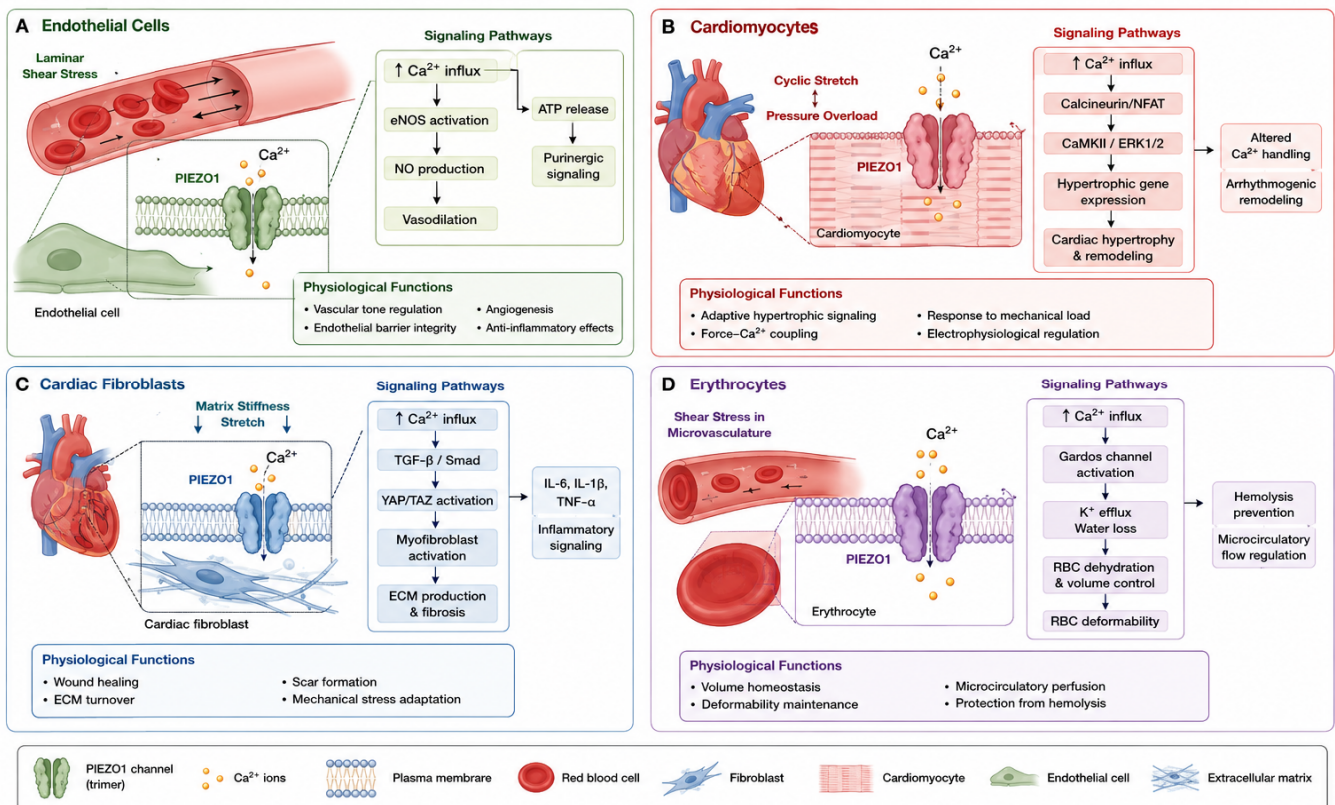 A Endothelial Cells
Laminar
Shear Stress
Ca²⁺
PIEZO1
Endothelial cell
Signaling Pathways
↑ Ca²⁺ influx
eNOS activation
NO production
Vasodilation
ATP release
Purinergic
signaling
Physiological Functions
• Vascular tone regulation
• Endothelial barrier integrity
• Angiogenesis
• Anti-inflammatory effects
B Cardiomyocytes
Cyclic Stretch
Pressure Overload
Ca²⁺
PIEZO1
Cardiomyocyte
Signaling Pathways
↑ Ca²⁺ influx
Calcineurin/NFAT
CaMKII / ERK1/2
Hypertrophic gene
expression
Cardiac hypertrophy
& remodeling
Altered
Ca²⁺ handling
Arrhythmogenic
remodeling
Physiological Functions
• Adaptive hypertrophic signaling
• Force–Ca²⁺ coupling
• Response to mechanical load
• Electrophysiological regulation
C Cardiac Fibroblasts
Matrix Stiffness
Stretch
Ca²⁺
PIEZO1
Cardiac fibroblast
Signaling Pathways
↑ Ca²⁺ influx
TGF-β / Smad
YAP/TAZ activation
Myofibroblast
activation
ECM production
& fibrosis
IL-6, IL-1β,
TNF-α
Inflammatory
signaling
Physiological Functions
• Wound healing
• ECM turnover
• Scar formation
• Mechanical stress adaptation
D Erythrocytes
Shear Stress in
Microvasculature
Ca²⁺
PIEZO1
Erythrocyte
Signaling Pathways
↑ Ca²⁺ influx
Gardos channel
activation
K⁺ efflux
Water loss
RBC dehydration
& volume control
RBC deformability
Hemolysis
prevention
Microcirculatory
flow regulation
Physiological Functions
• Volume homeostasis
• Deformability maintenance
• Microcirculatory perfusion
• Protection from hemolysis
PIEZO1 channel
(trimer)
Ca²⁺ ions
Plasma membrane
Red blood cell
Fibroblast
Cardiomyocyte
Endothelial cell
Extracellular matrix